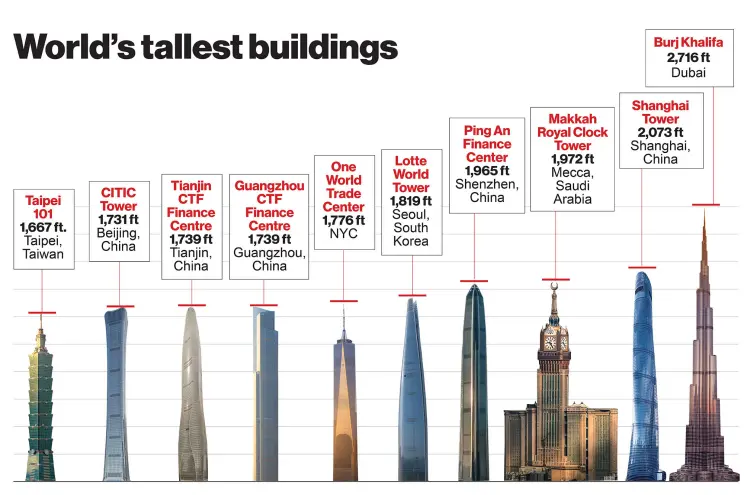 World's tallest buildings
Taipei
101
1,667 ft.
Taipei,
Taiwan
CITIC
Tower
1,731 ft
Beijing,
China
Tianjin
CTF
Finance
Centre
1,739 ft
Tianjin,
China
Guangzhou
CTF
Finance
Centre
1,739 ft
Guangzhou,
China
One
World
Trade
Center
1,776 ft
NYC
Lotte
World
Tower
1,819 ft
Seoul,
South
Korea
Ping An
Finance
Center
1,965 ft
Shenzhen,
China
Makkah
Royal Clock
Tower
1,972 ft
Mecca,
Saudi
Arabia
Shanghai
Tower
2,073 ft
Shanghai,
China
Burj Khalifa
2,716 ft
Dubai